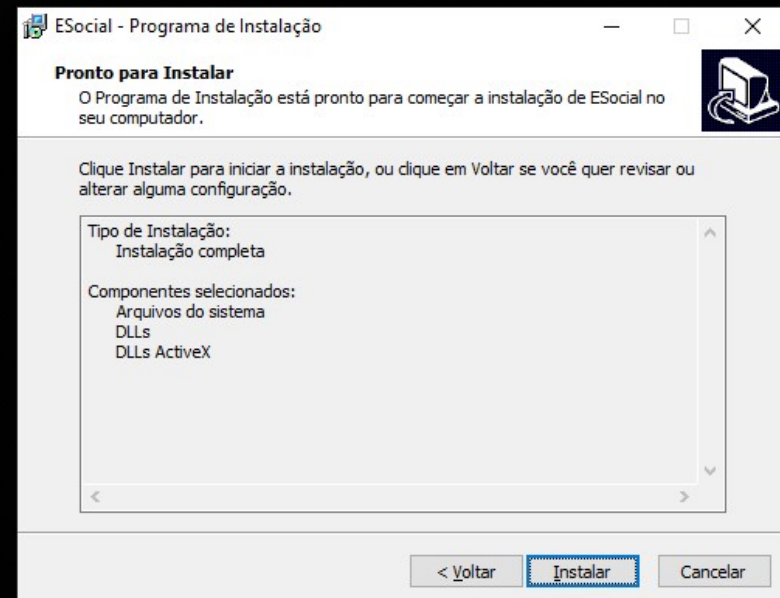 ESocial - Programa de Instalação
Pronto para Instalar
O Programa de Instalação está pronto para começar a instalação de ESocial no
seu computador.
Clique Instalar para iniciar a instalação, ou clique em Voltar se você quer revisar ou
alterar alguma configuração.
Tipo de Instalação:
Instalação completa
Componentes selecionados:
Arquivos do sistema
DLLs
DLLs ActiveX
< Voltar
Instalar
Cancelar